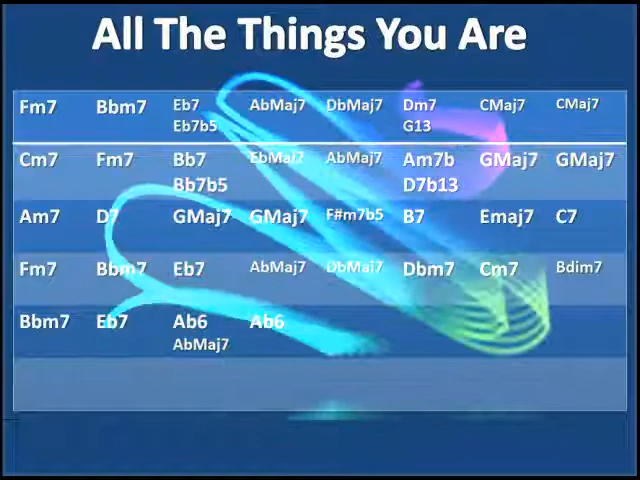 All The Things You Are
Fm7 Bbm7 Eb7 AbMaj7 DbMaj7 Dm7 CMaj7 CMaj7
Eb7b5 G13
Cm7 Fm7 Bb7 EbMaj7 AbMaj7 Am7b GMaj7 GMaj7
Bb7b5 D7b13
Am7 D7 GMaj7 GMaj7 F#m7b5 B7 Emaj7 C7
Fm7 Bbm7 Eb7 AbMaj7 DbMaj7 Dbm7 Cm7 Bdim7
Bbm7 Eb7 Ab6 Ab6
AbMaj7